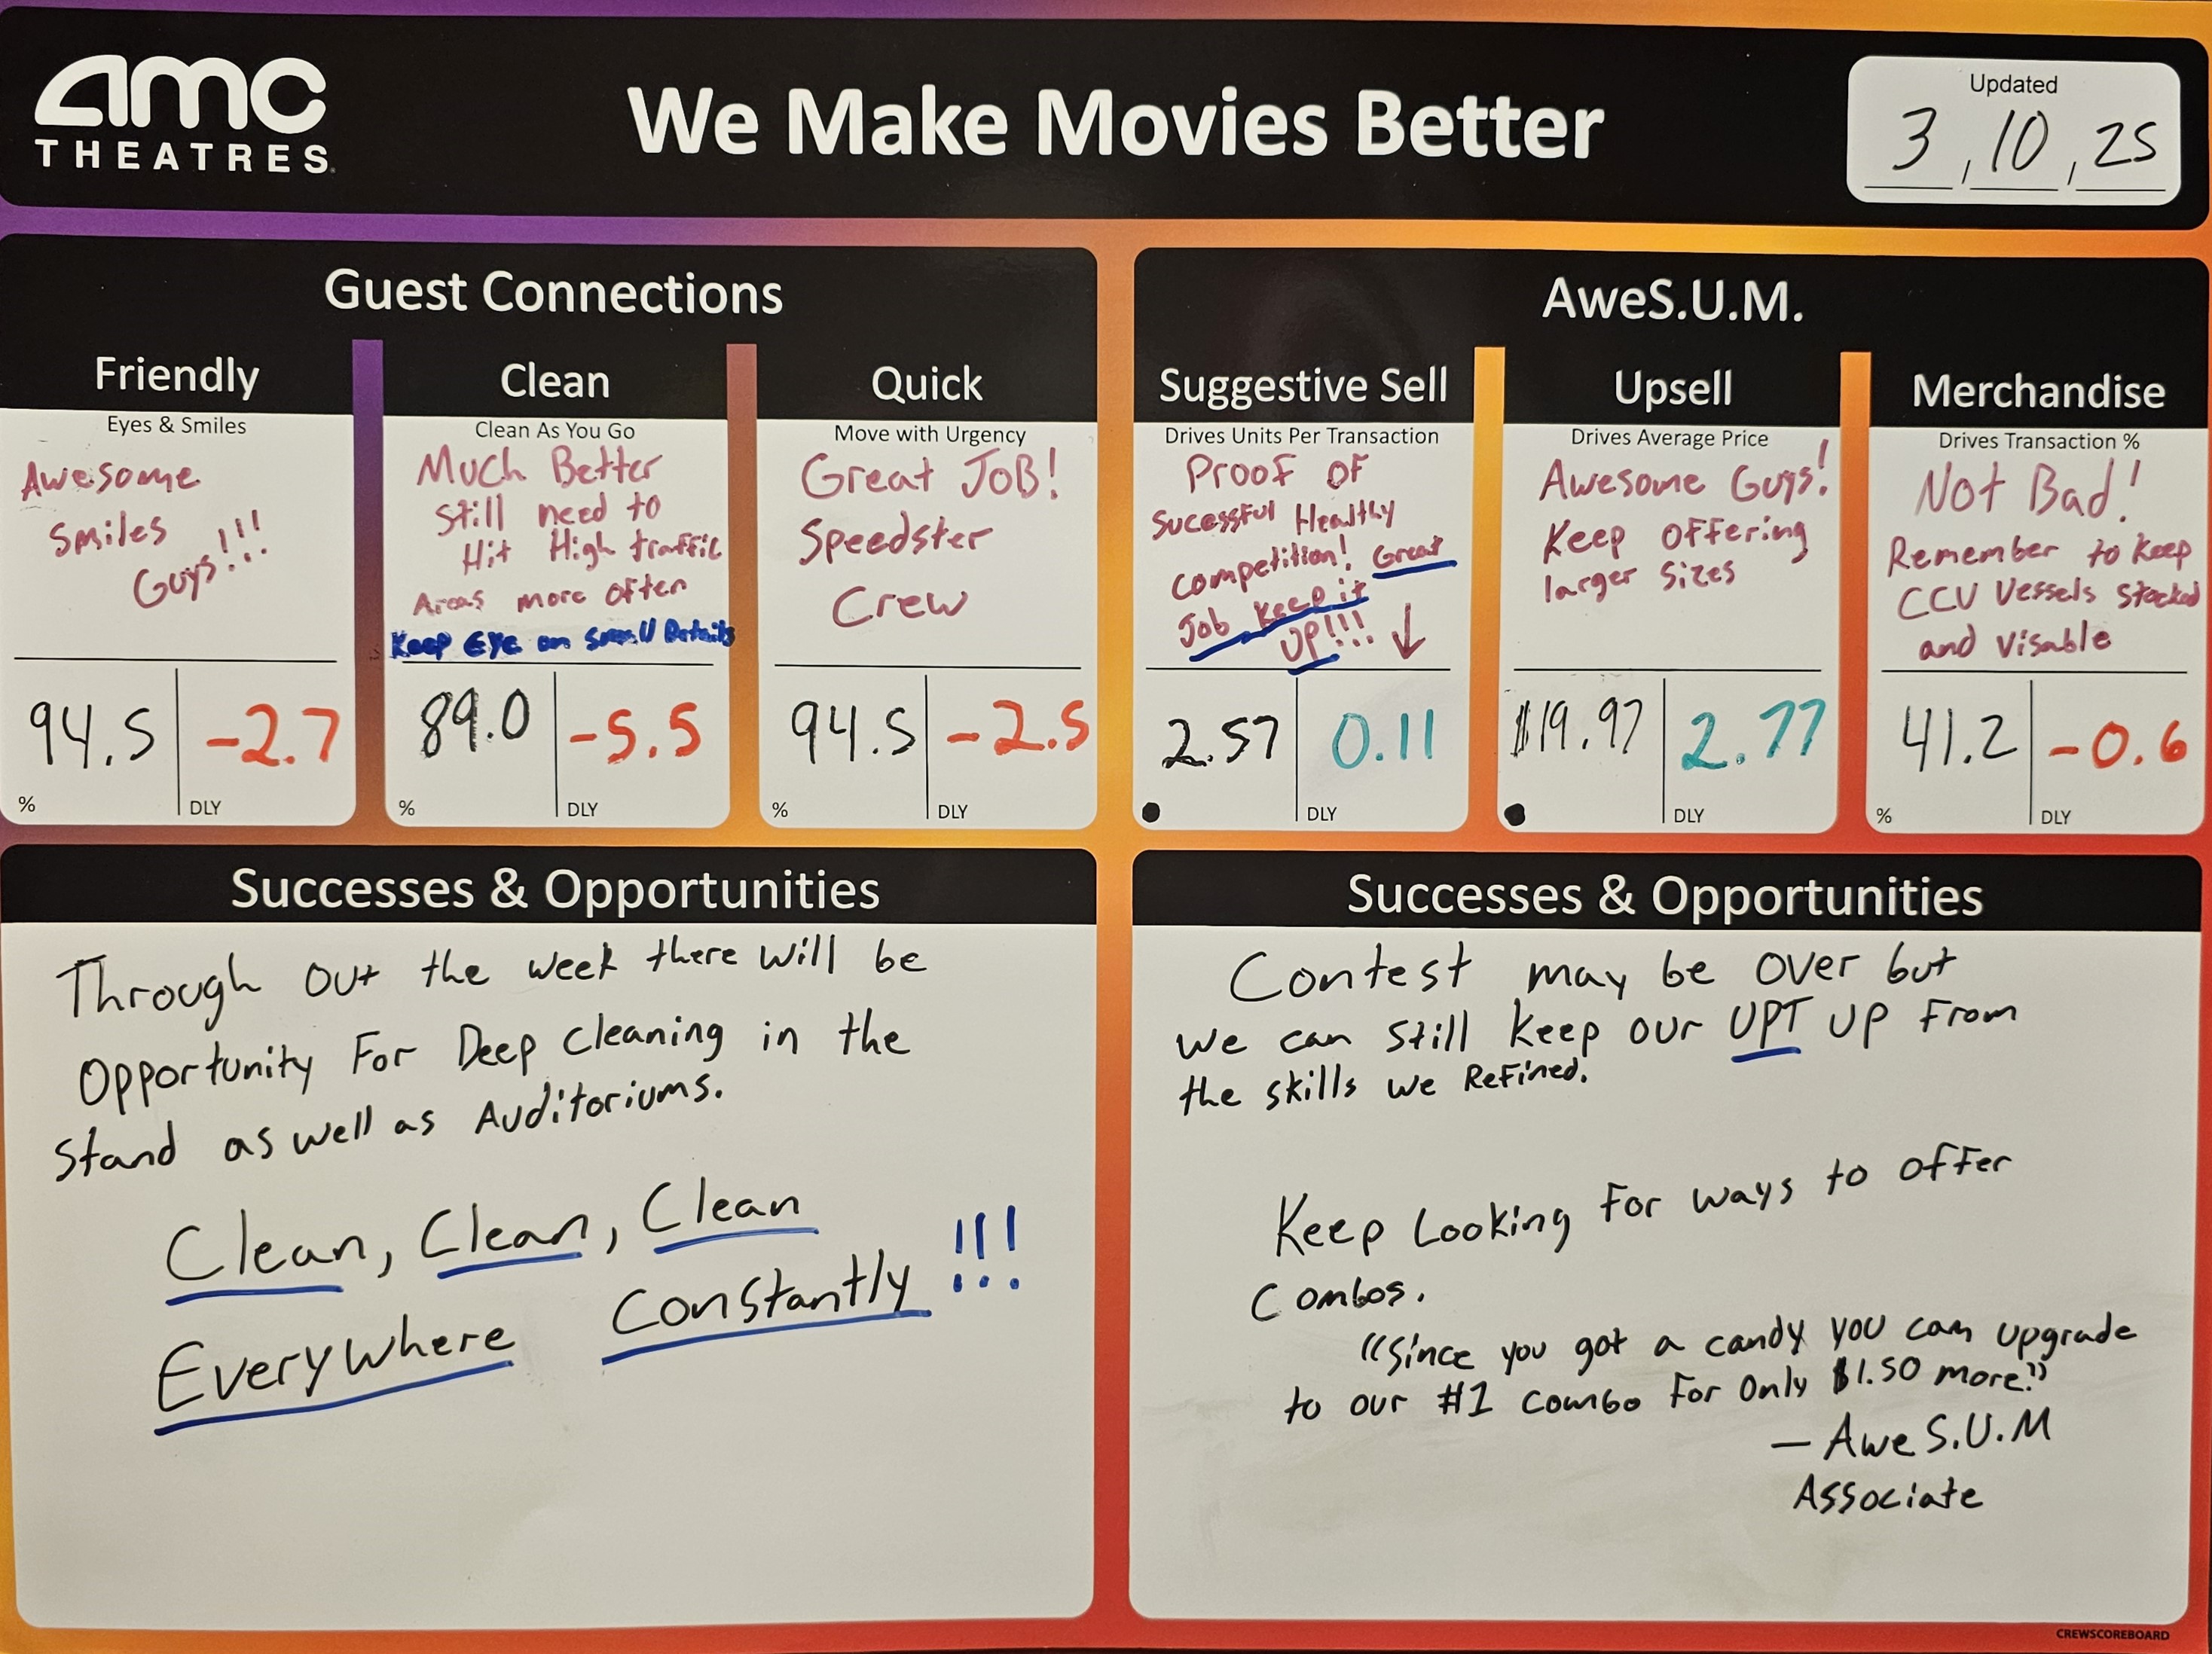 amc
THEATRES
We Make Movies Better
Updated
3, 10, 25
Guest Connections
Friendly
Eyes & Smiles
Awesome
Smiles
Guys!!!
94.5
-2.7
%
DLY
Clean
Clean As You Go
Much Better
Still need to
Hit High traffic
Areas more often
Keep Eye on Small Details
89.0
-5.5
%
DLY
Quick
Move with Urgency
Great JoB!
Speedster
Crew
94.5
-2.5
%
DLY
AweS.U.M.
Suggestive Sell
Drives Units Per Transaction
Proof of
Sucessful Healthy
competition! Great
Job keep it
up!!!
2.57
0.11
DLY
Upsell
Drives Average Price
Awesome Guys!
Keep offering
larger sizes
$19.97
2.77
DLY
Merchandise
Drives Transaction %
Not Bad!
Remember to keep
CCV Vessels stocked
and visable
41.2
-0.6
%
DLY
Successes & Opportunities
Through out the week there will be
Opportunity For Deep cleaning in the
Stand as well as Auditoriums.
Clean, Clean, Clean
Everywhere Constantly !!!
Successes & Opportunities
Contest may be over but
we can still keep our UPT up from
the skills we Refined.
Keep Looking for ways to offer
Combos.
"Since you got a candy you can upgrade
to our #1 combo for only $1.50 more."
— Awe S.U.M
Associate
CREWSCOREBOARD